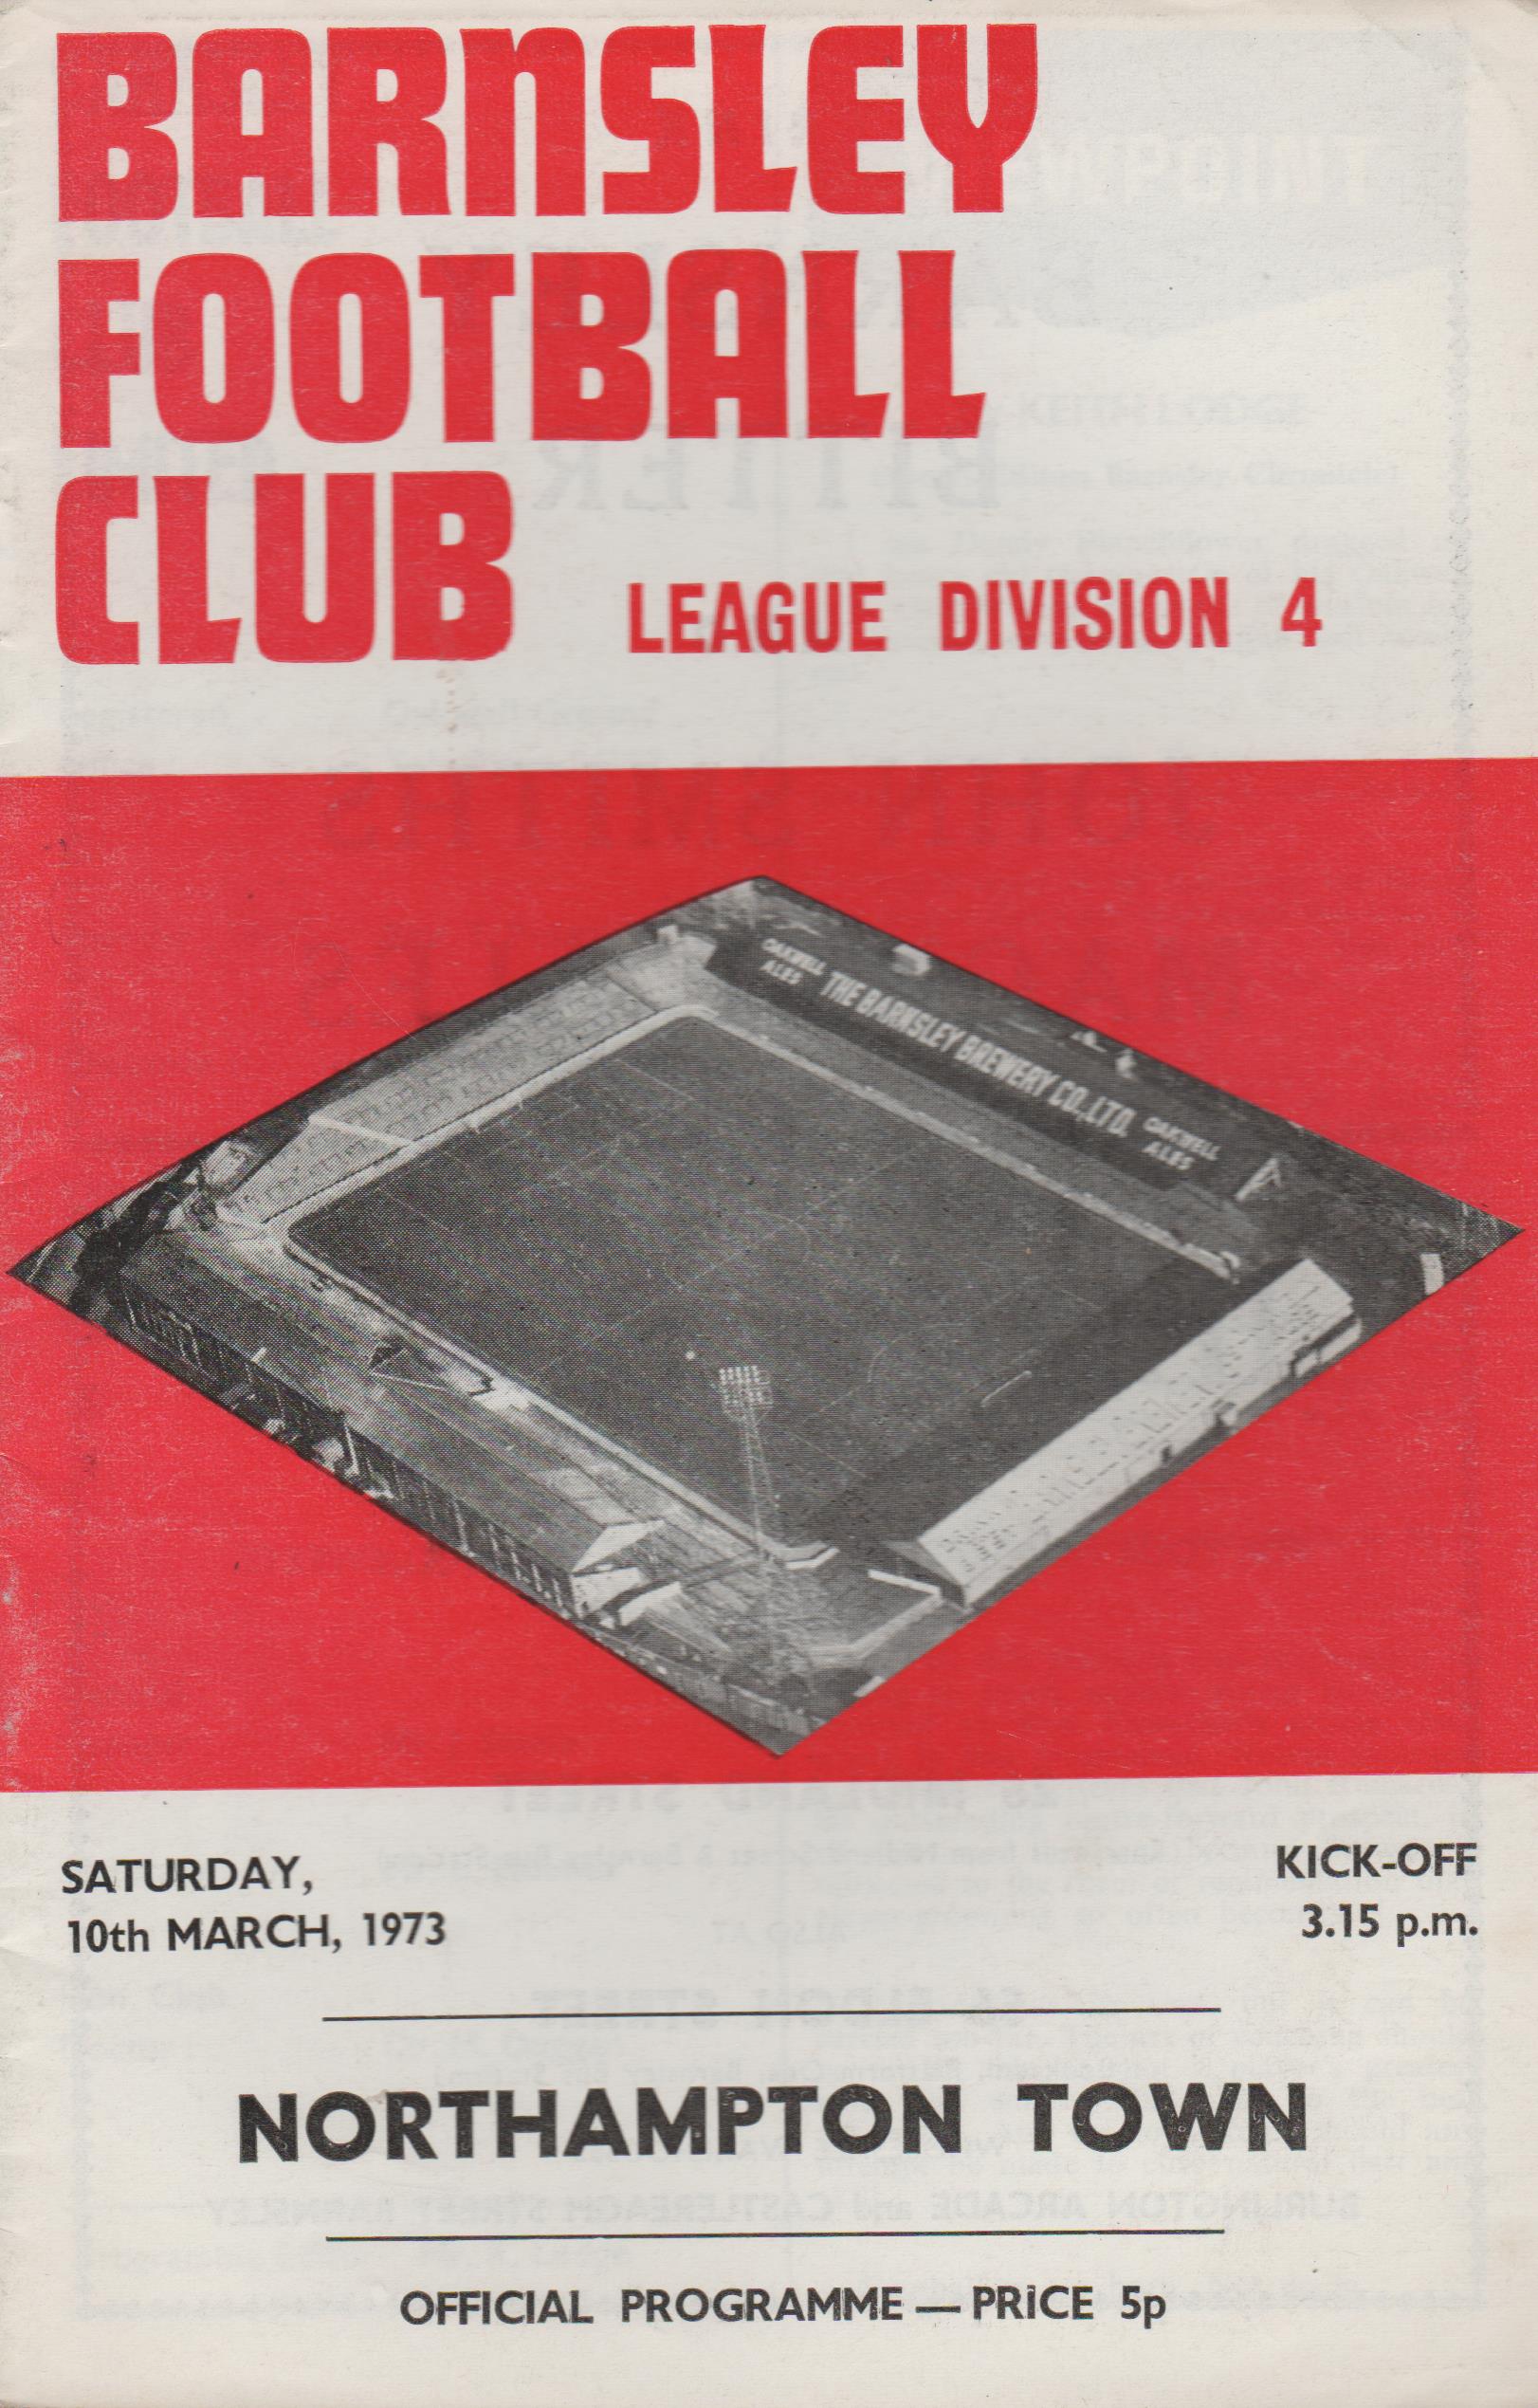 BARNSLEY
FOOTBALL
CLUB
LEAGUE DIVISION 4
OAKWELL
ALES
THE BARNSLEY BREWERY CO., LTD.
OAKWELL
ALES
SATURDAY,
10th MARCH, 1973
KICK-OFF
3.15 p.m.
NORTHAMPTON TOWN
OFFICIAL PROGRAMME — PRICE 5p